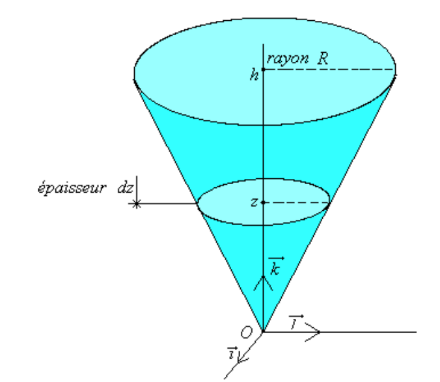 rayon R
h
épaisseur dz
z
k
O
j
i